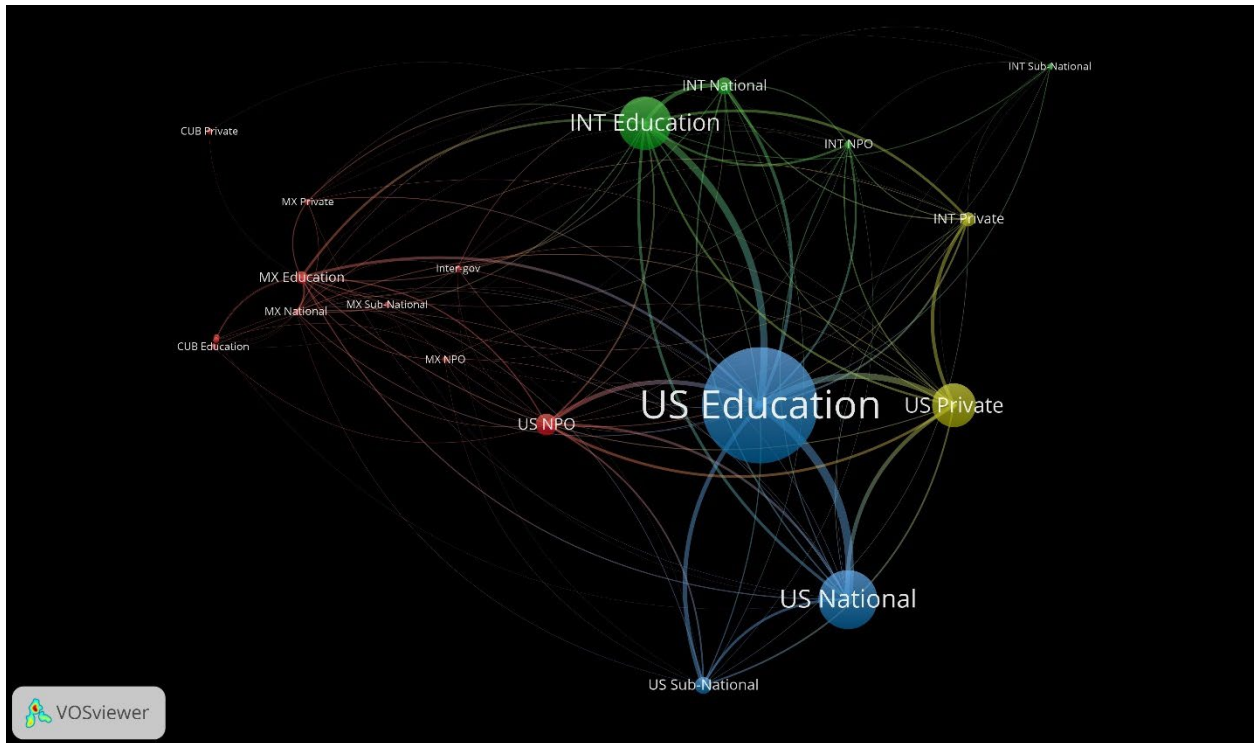 INT Sub-National
INT National
INT Education
CUB Private
INT NPO
MX Private
INT Private
Inter-gov
MX Education
MX Sub-National
MX National
CUB Education
MX NPO
US Education
US Private
US NPO
US National
US Sub-National
VOSviewer